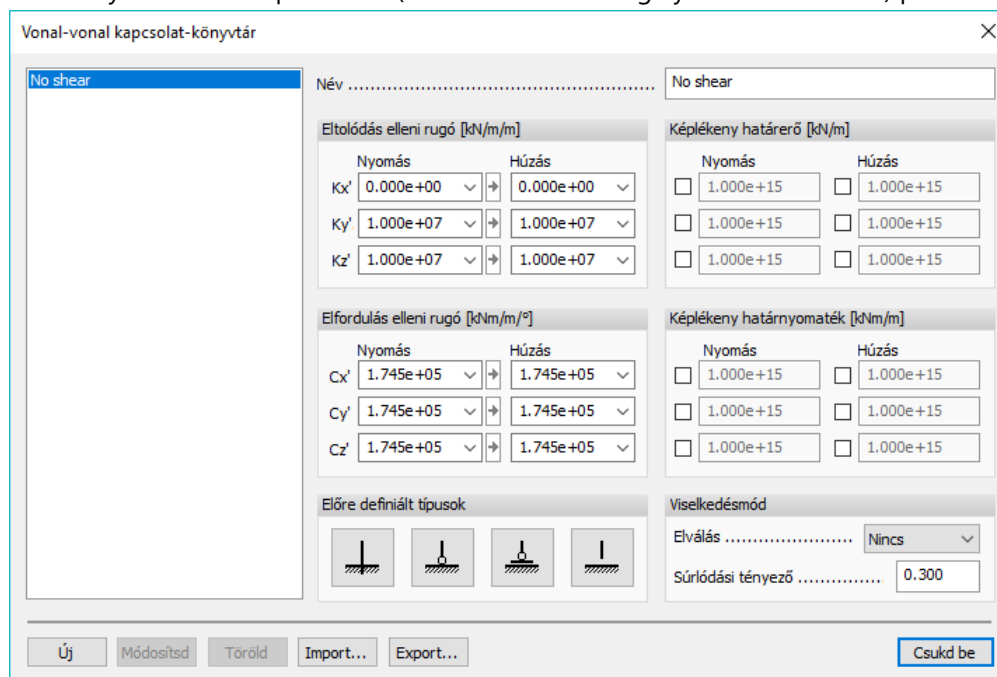 Vonal-vonal kapcsolat-könyvtár
No shear
Név ....................................................... No shear
Eltolódás elleni rugó [kN/m/m]
Nyomás Húzás
Kx' 0.000e+00 0.000e+00
Ky' 1.000e+07 1.000e+07
Kz' 1.000e+07 1.000e+07
Képlékeny határerő [kN/m]
Nyomás Húzás
1.000e+15 1.000e+15
1.000e+15 1.000e+15
1.000e+15 1.000e+15
Elfordulás elleni rugó [kNm/m/°]
Nyomás Húzás
Cx' 1.745e+05 1.745e+05
Cy' 1.745e+05 1.745e+05
Cz' 1.745e+05 1.745e+05
Képlékeny határnyomaték [kNm/m]
Nyomás Húzás
1.000e+15 1.000e+15
1.000e+15 1.000e+15
1.000e+15 1.000e+15
Előre definiált típusok
Viselkedésmód
Elválás ....................... Nincs
Súrlódási tényező ............... 0.300
Új Módosítsd Töröld Import... Export... Csukd be